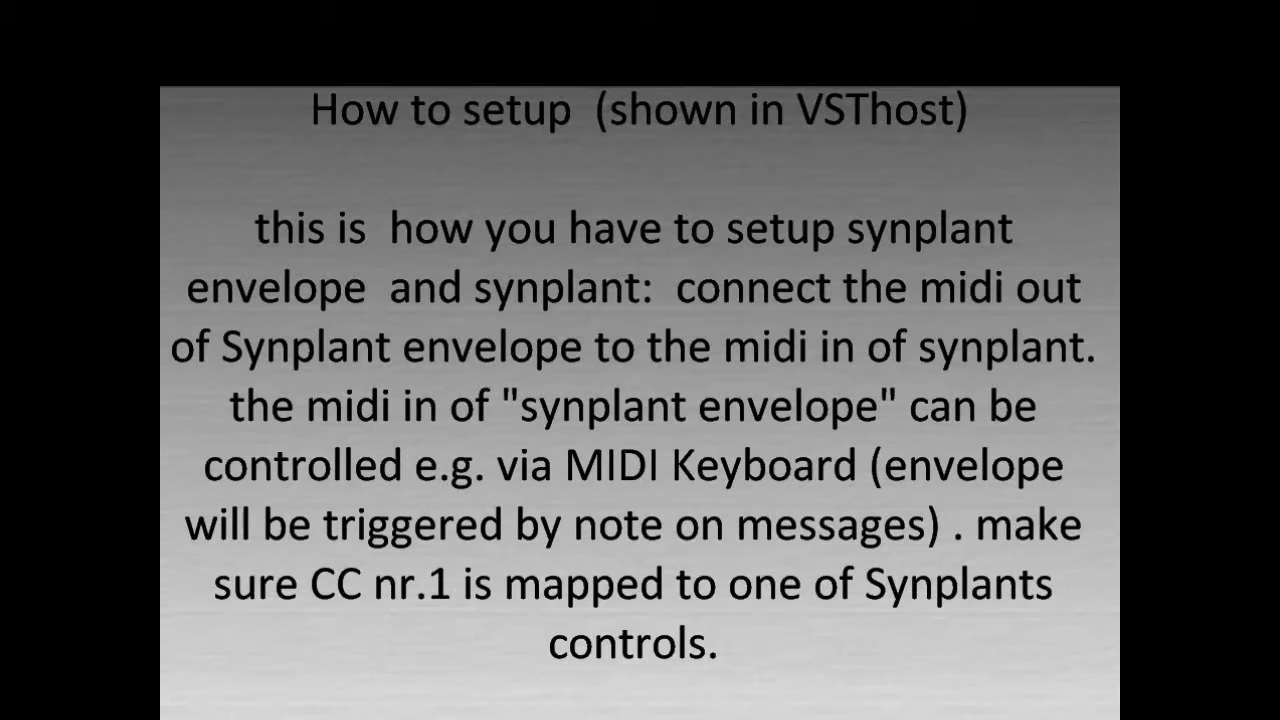 How to setup  (shown in VSThost)
this is  how you have to setup synplant
envelope  and synplant:  connect the midi out
of Synplant envelope to the midi in of synplant.
the midi in of "synplant envelope" can be
controlled e.g. via MIDI Keyboard (envelope
will be triggered by note on messages) . make
sure CC nr.1 is mapped to one of Synplants
controls.